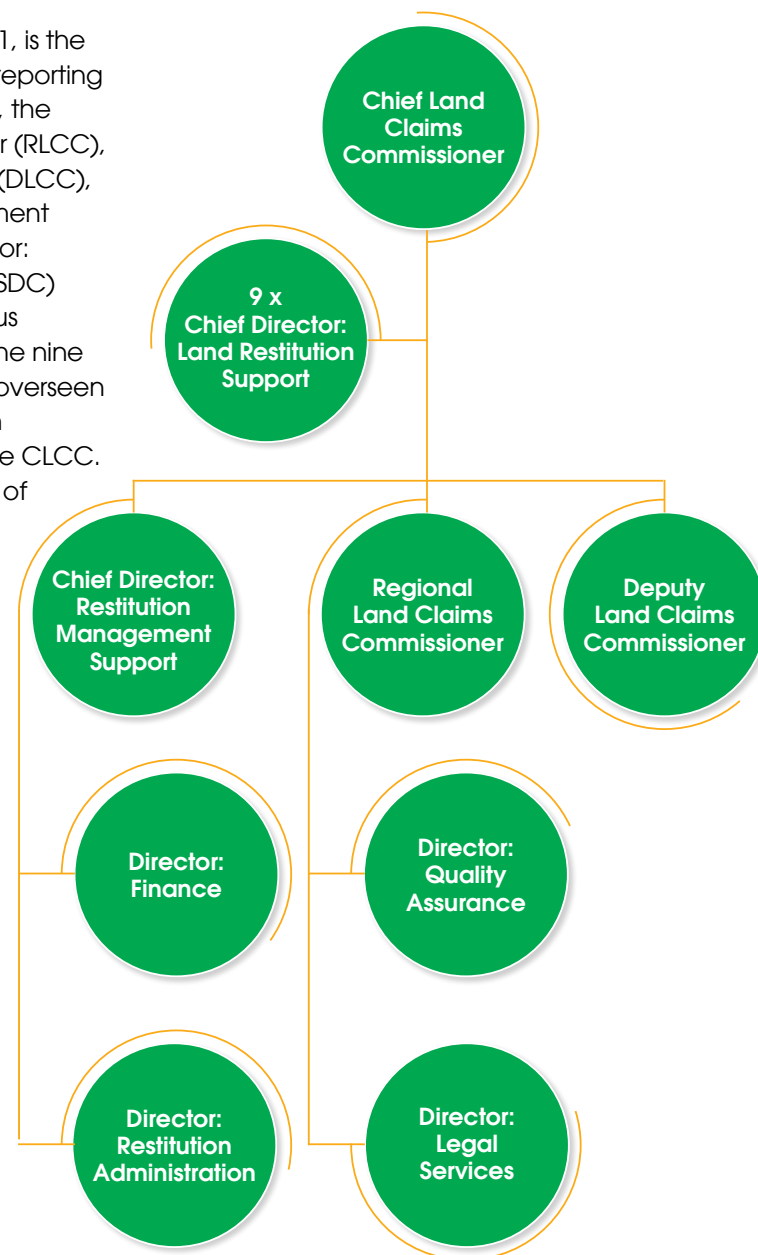 1, is the
reporting
, the
r (RLCC),
(DLCC),
ment
or:
SDC)
us
he nine
overseen
n
e CLCC.
of
Chief Land
Claims
Commissioner
9 x
Chief Director:
Land Restitution
Support
Chief Director:
Restitution
Management
Support
Regional
Land Claims
Commissioner
Deputy
Land Claims
Commissioner
Director:
Finance
Director:
Quality
Assurance
Director:
Restitution
Administration
Director:
Legal
Services